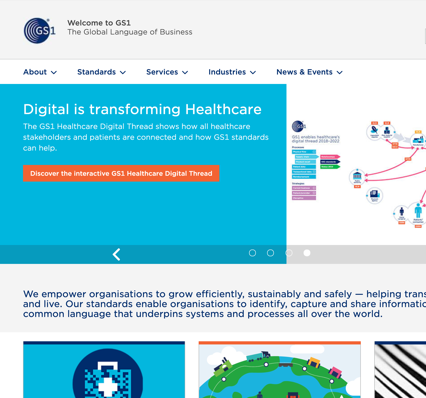 GS1
Welcome to GS1
The Global Language of Business
About
Standards
Services
Industries
News & Events
Digital is transforming Healthcare
The GS1 Healthcare Digital Thread shows how all healthcare
stakeholders and patients are connected and how GS1 standards
can help.
Discover the interactive GS1 Healthcare Digital Thread
GS1 enables healthcare's
digital thread 2018-2022
We empower organisations to grow efficiently, sustainably and safely — helping
and live. Our standards enable organisations to identify, capture and share
common language that underpins systems and processes all over the world.